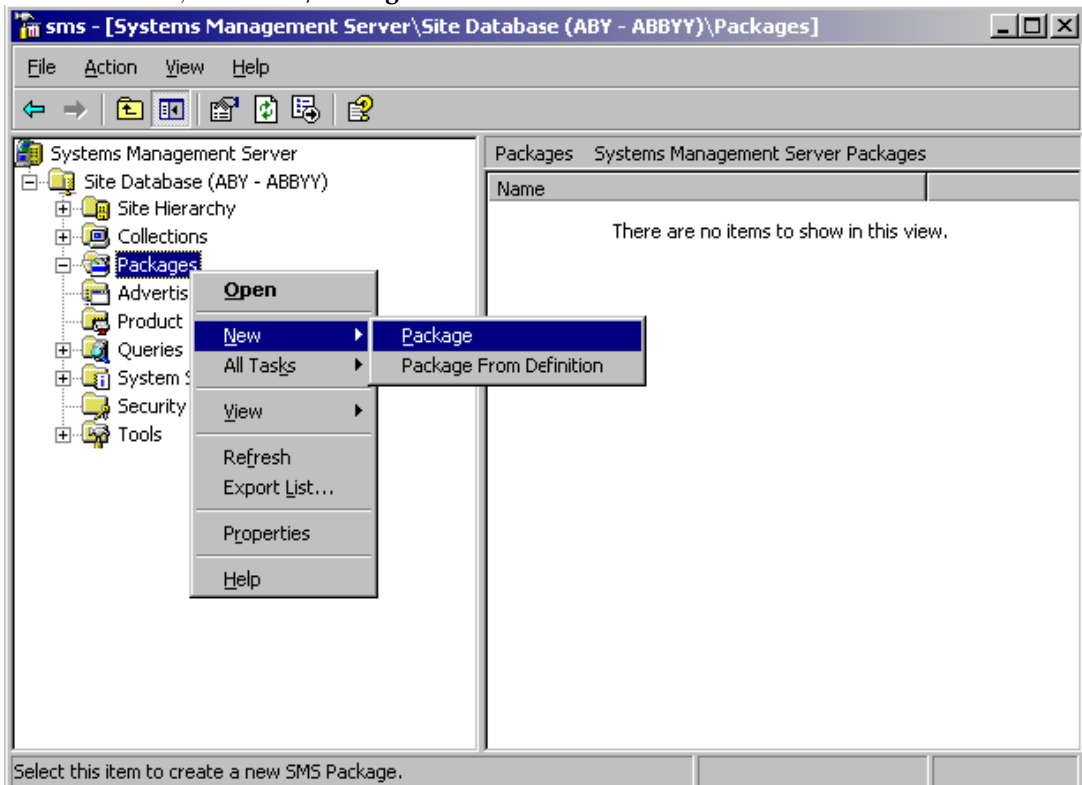 sms - [Systems Management Server\Site Database (ABY - ABBYY)\Packages]
File Action View Help
Systems Management Server
Site Database (ABY - ABBYY)
Site Hierarchy
Collections
Packages
Advertis
Product
Queries
System
Security
Tools
Open
New
All Tasks
View
Refresh
Export List...
Properties
Help
Package
Package From Definition
Packages Systems Management Server Packages
Name
There are no items to show in this view.
Select this item to create a new SMS Package.